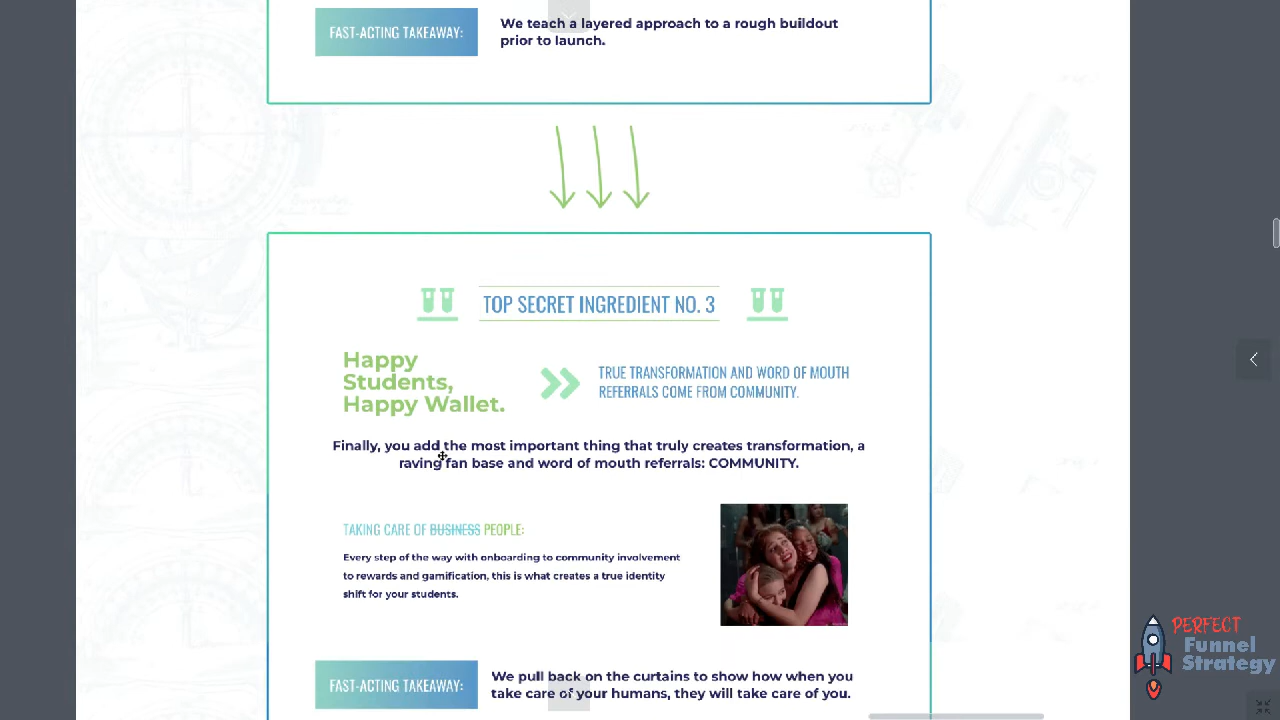 FAST-ACTING TAKEAWAY:
We teach a layered approach to a rough buildout
prior to launch.
TOP SECRET INGREDIENT NO. 3
Happy
Students,
Happy Wallet.
TRUE TRANSFORMATION AND WORD OF MOUTH
REFERRALS COME FROM COMMUNITY.
Finally, you add the most important thing that truly creates transformation, a
raving fan base and word of mouth referrals: COMMUNITY.
TAKING CARE OF BUSINESS PEOPLE:
Every step of the way with onboarding to community involvement
to rewards and gamification, this is what creates a true identity
shift for your students.
FAST-ACTING TAKEAWAY:
We pull back on the curtains to show how when you
take care of your humans, they will take care of you.
PERFECT
Funnel
Strategy